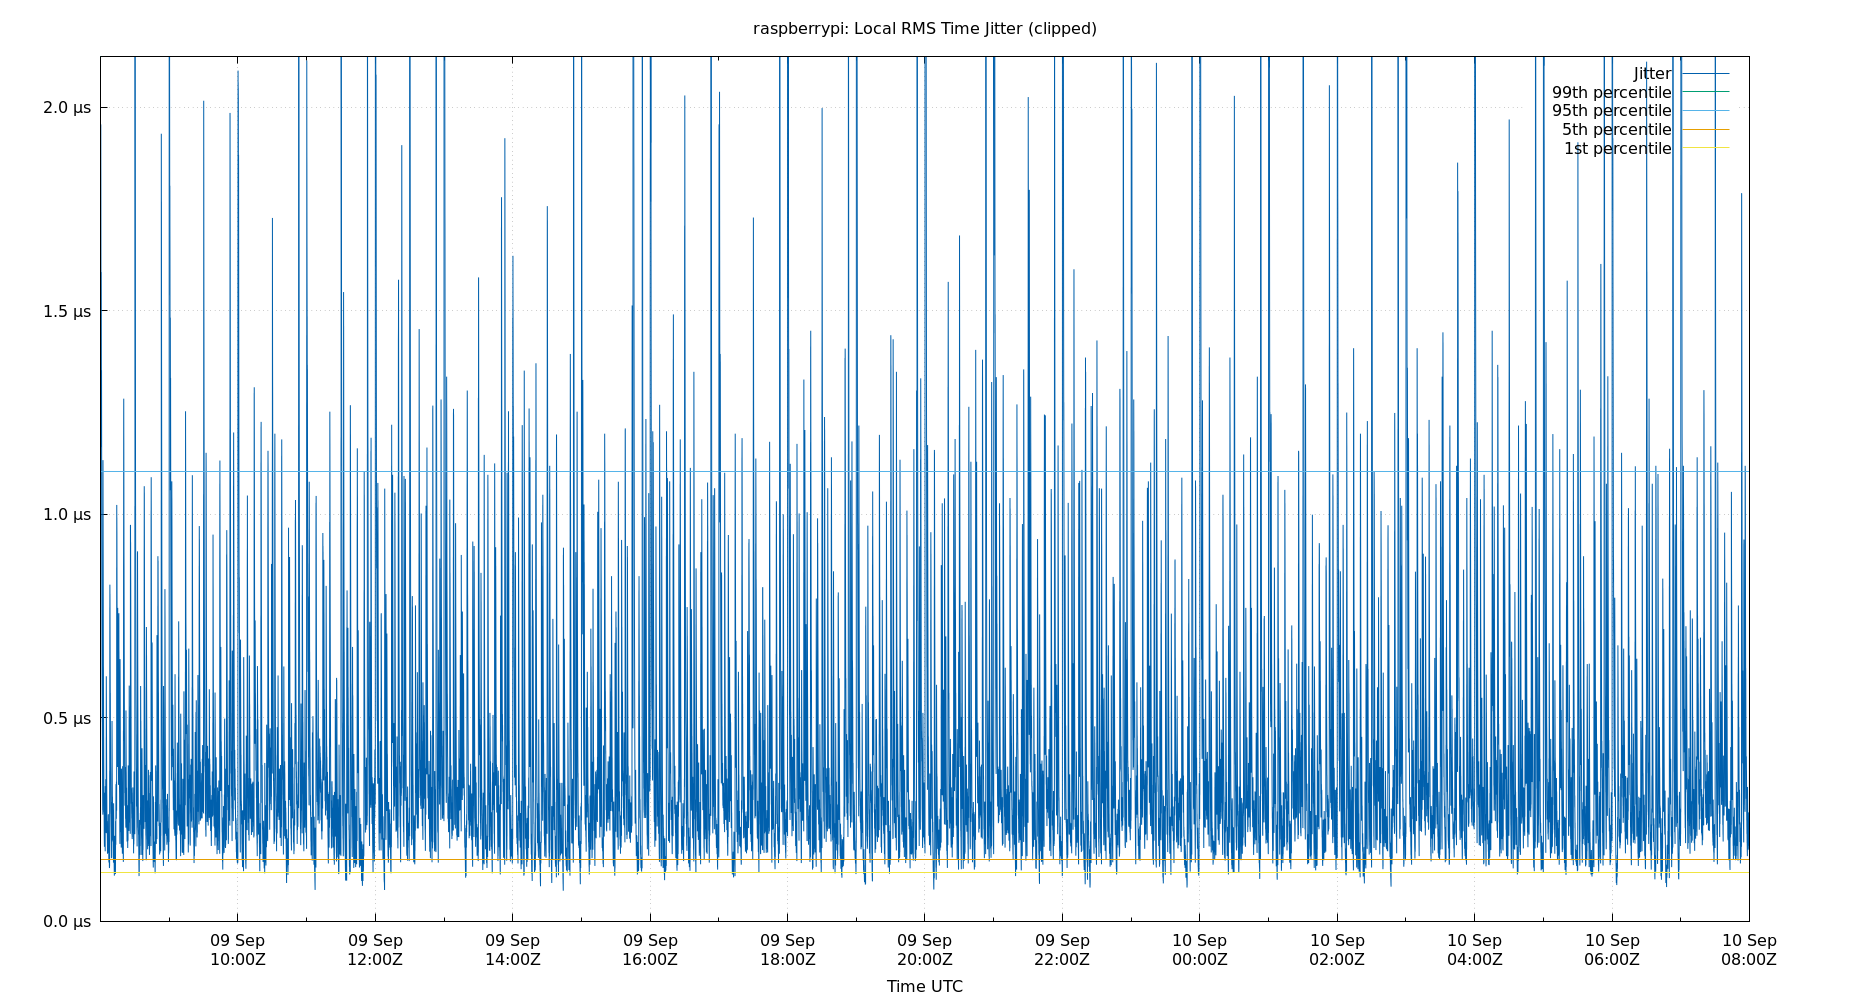 raspberrypi: Local RMS Time Jitter (clipped)
Jitter
99th percentile
95th percentile
5th percentile
1st percentile
2.0 µs
1.5 µs
1.0 µs
0.5 µs
0.0 µs
09 Sep 09 Sep 09 Sep 09 Sep 09 Sep 09 Sep 09 Sep 10 Sep 10 Sep 10 Sep 10 Sep 10 Sep
10:00Z 12:00Z 14:00Z 16:00Z 18:00Z 20:00Z 22:00Z 00:00Z 02:00Z 04:00Z 06:00Z 08:00Z
Time UTC